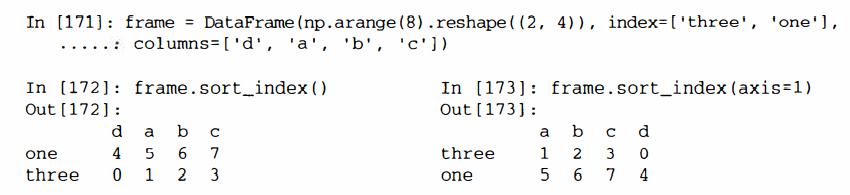 In [171]: frame = DataFrame(np.arange(8).reshape((2, 4)), index=['three', 'one'],
.....: columns=['d', 'a', 'b', 'c'])
In [172]: frame.sort_index()
Out[172]:
d a b c
one 4 5 6 7
three 0 1 2 3
In [173]: frame.sort_index(axis=1)
Out[173]:
a b c d
three 1 2 3 0
one 5 6 7 4